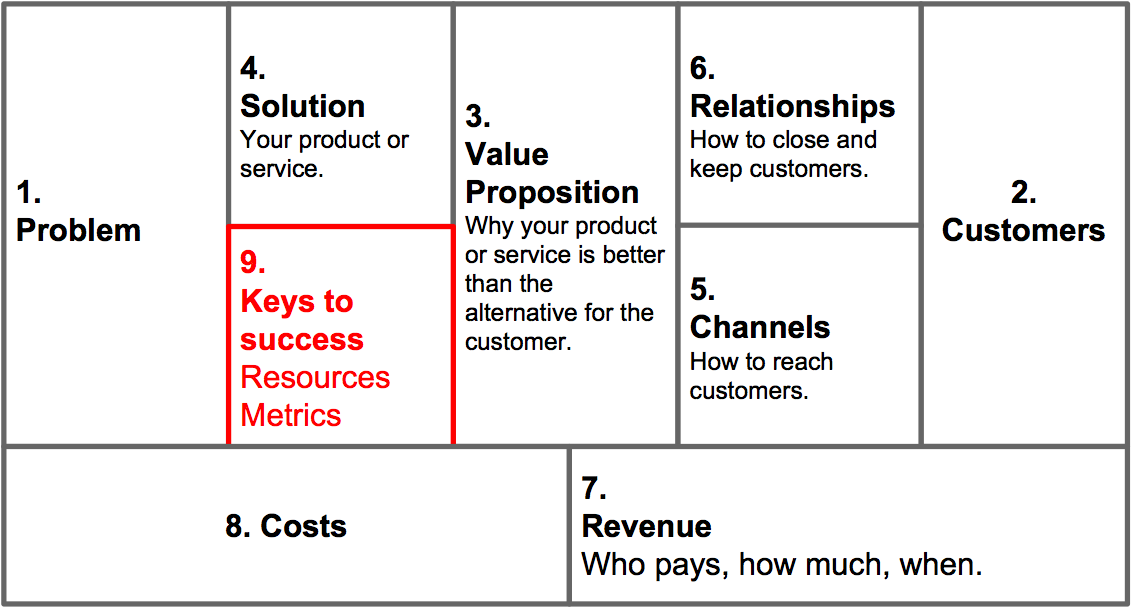 1.
Problem
4.
Solution
Your product or
service.
9.
Keys to
success
Resources
Metrics
3.
Value
Proposition
Why your product
or service is better
than the
alternative for the
customer.
6.
Relationships
How to close and
keep customers.
5.
Channels
How to reach
customers.
2.
Customers
8. Costs
7.
Revenue
Who pays, how much, when.